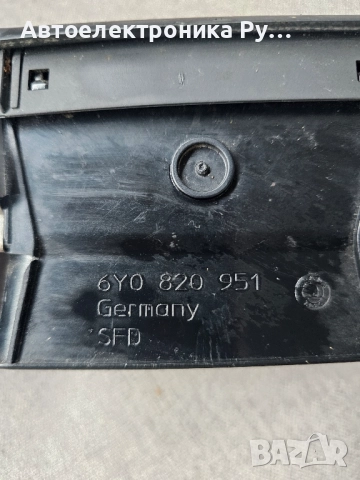 Автоелектроника Ру...
6Y0 820 951
Germany
SFD
bazar